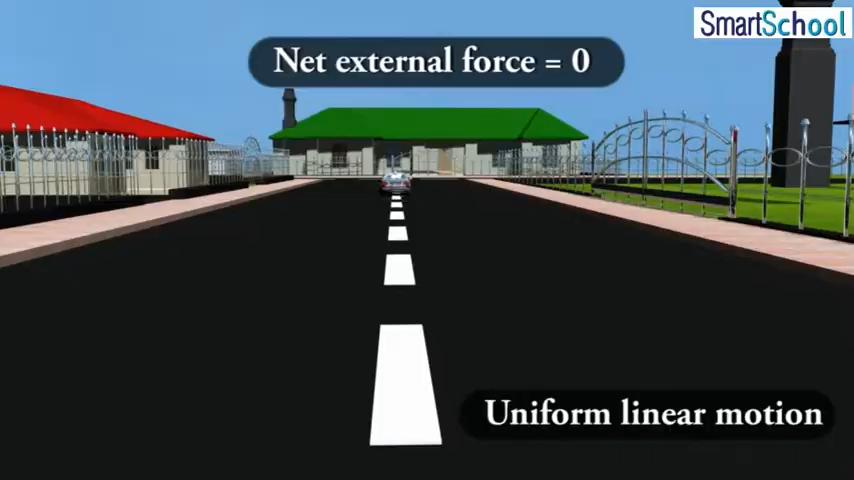 SmartSchool
Net external force = 0
Uniform linear motion